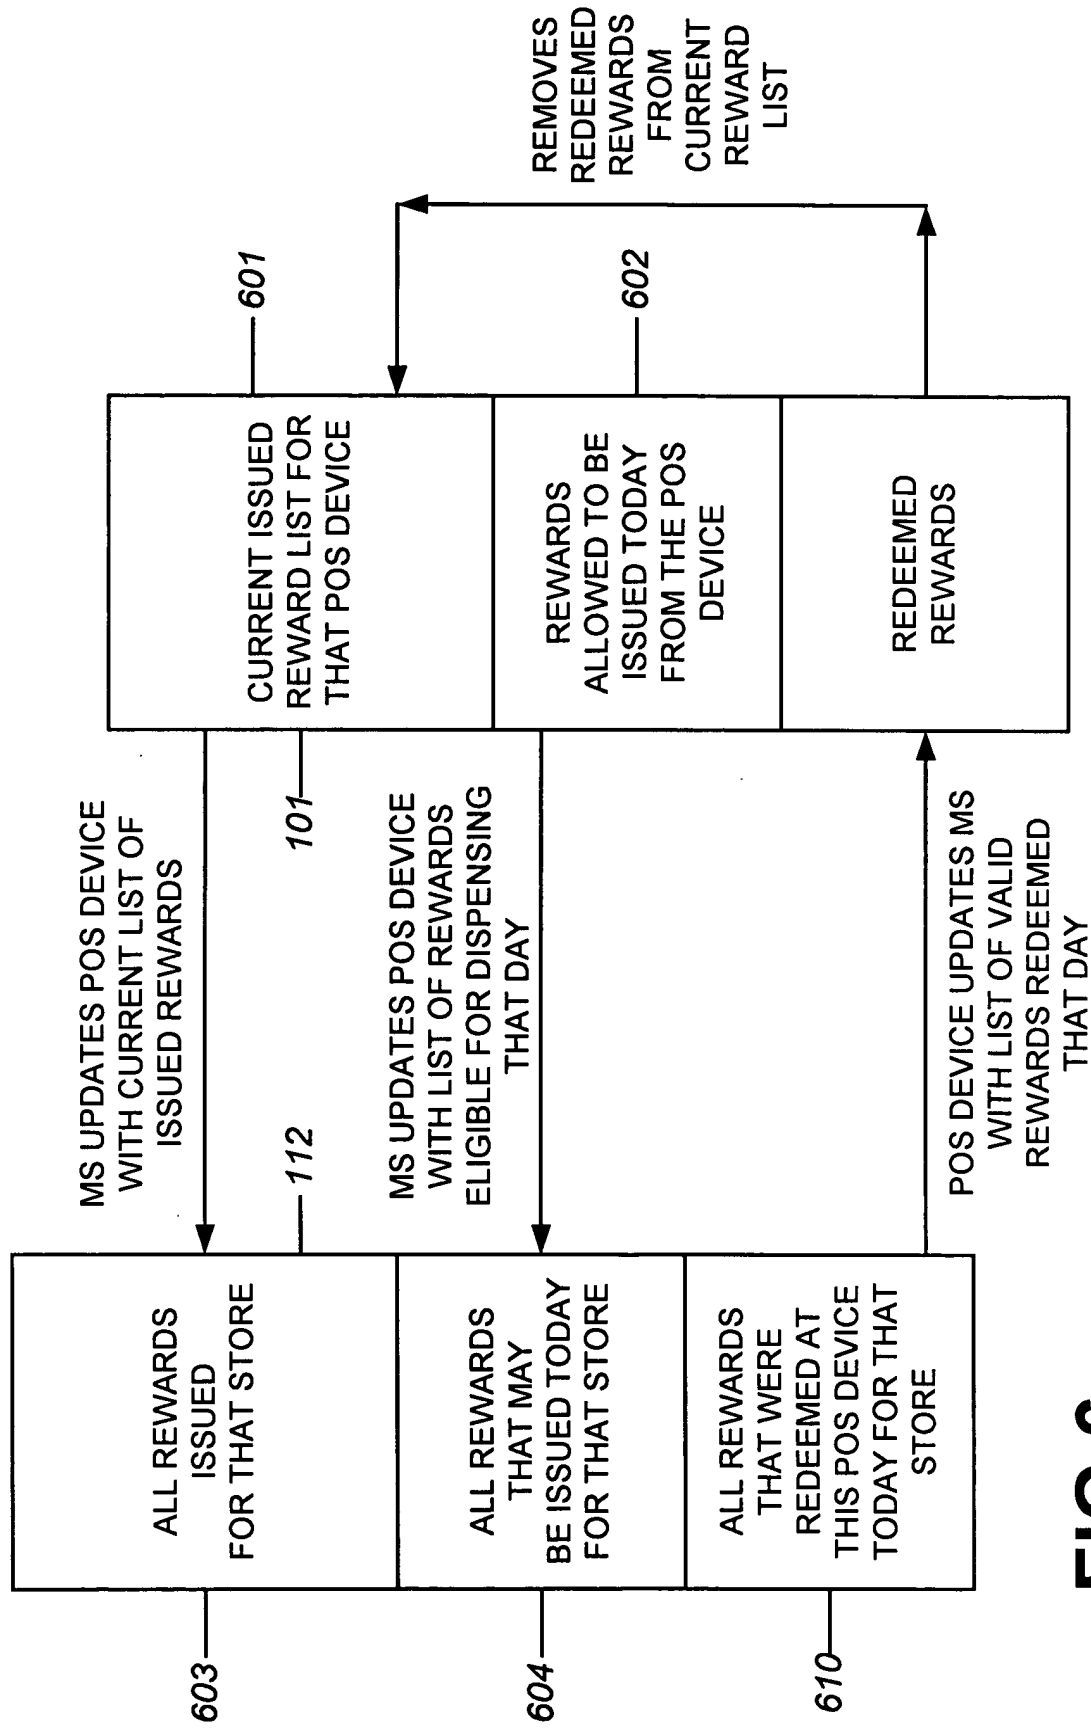 603
ALL REWARDS
ISSUED
FOR THAT STORE
112
604
ALL REWARDS
THAT MAY
BE ISSUED TODAY
FOR THAT STORE
610
ALL REWARDS
THAT WERE
REDEEMED AT
THIS POS DEVICE
TODAY FOR THAT
STORE
MS UPDATES POS DEVICE
WITH CURRENT LIST OF
ISSUED REWARDS
101
MS UPDATES POS DEVICE
WITH LIST OF REWARDS
ELIGIBLE FOR DISPENSING
THAT DAY
POS DEVICE UPDATES MS
WITH LIST OF VALID
REWARDS REDEEMED
THAT DAY
CURRENT ISSUED
REWARD LIST FOR
THAT POS DEVICE
601
REWARDS
ALLOWED TO BE
ISSUED TODAY
FROM THE POS
DEVICE
602
REDEEMED
REWARDS
REMOVES
REDEEMED
REWARDS
FROM
CURRENT
REWARD
LIST
FIG